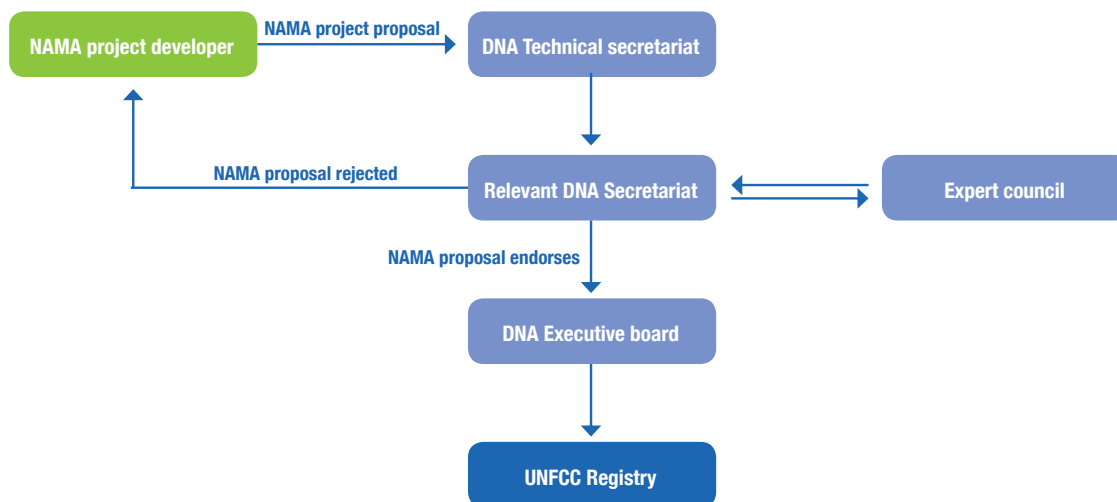 NAMA project developer
NAMA project proposal
DNA Technical secretariat
NAMA proposal rejected
Relevant DNA Secretariat
Expert council
NAMA proposal endorses
DNA Executive board
UNFCC Registry